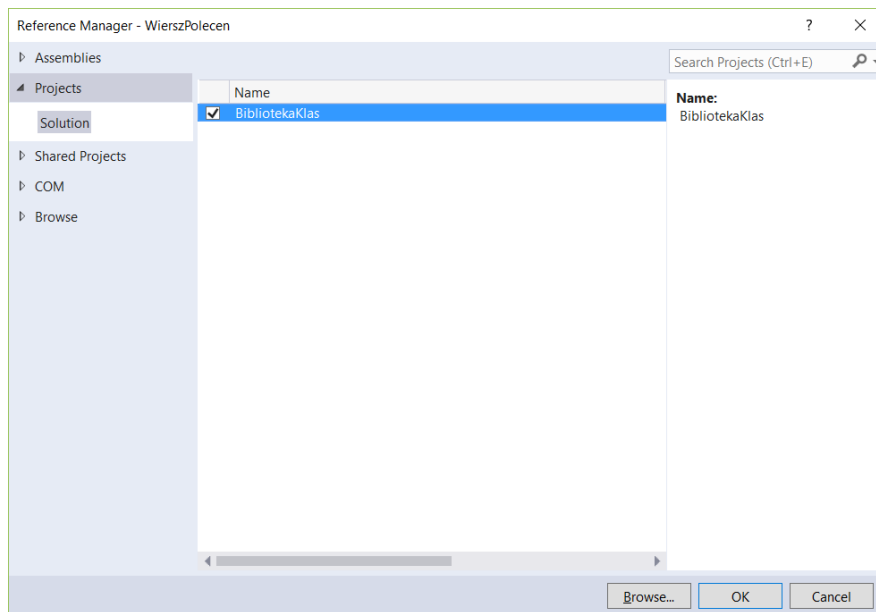 Reference Manager - WierszPolecen
Assemblies
Projects
Solution
Shared Projects
COM
Browse
Name
BibliotekaKlas
Search Projects (Ctrl+E)
Name:
BibliotekaKlas
Browse...
OK
Cancel